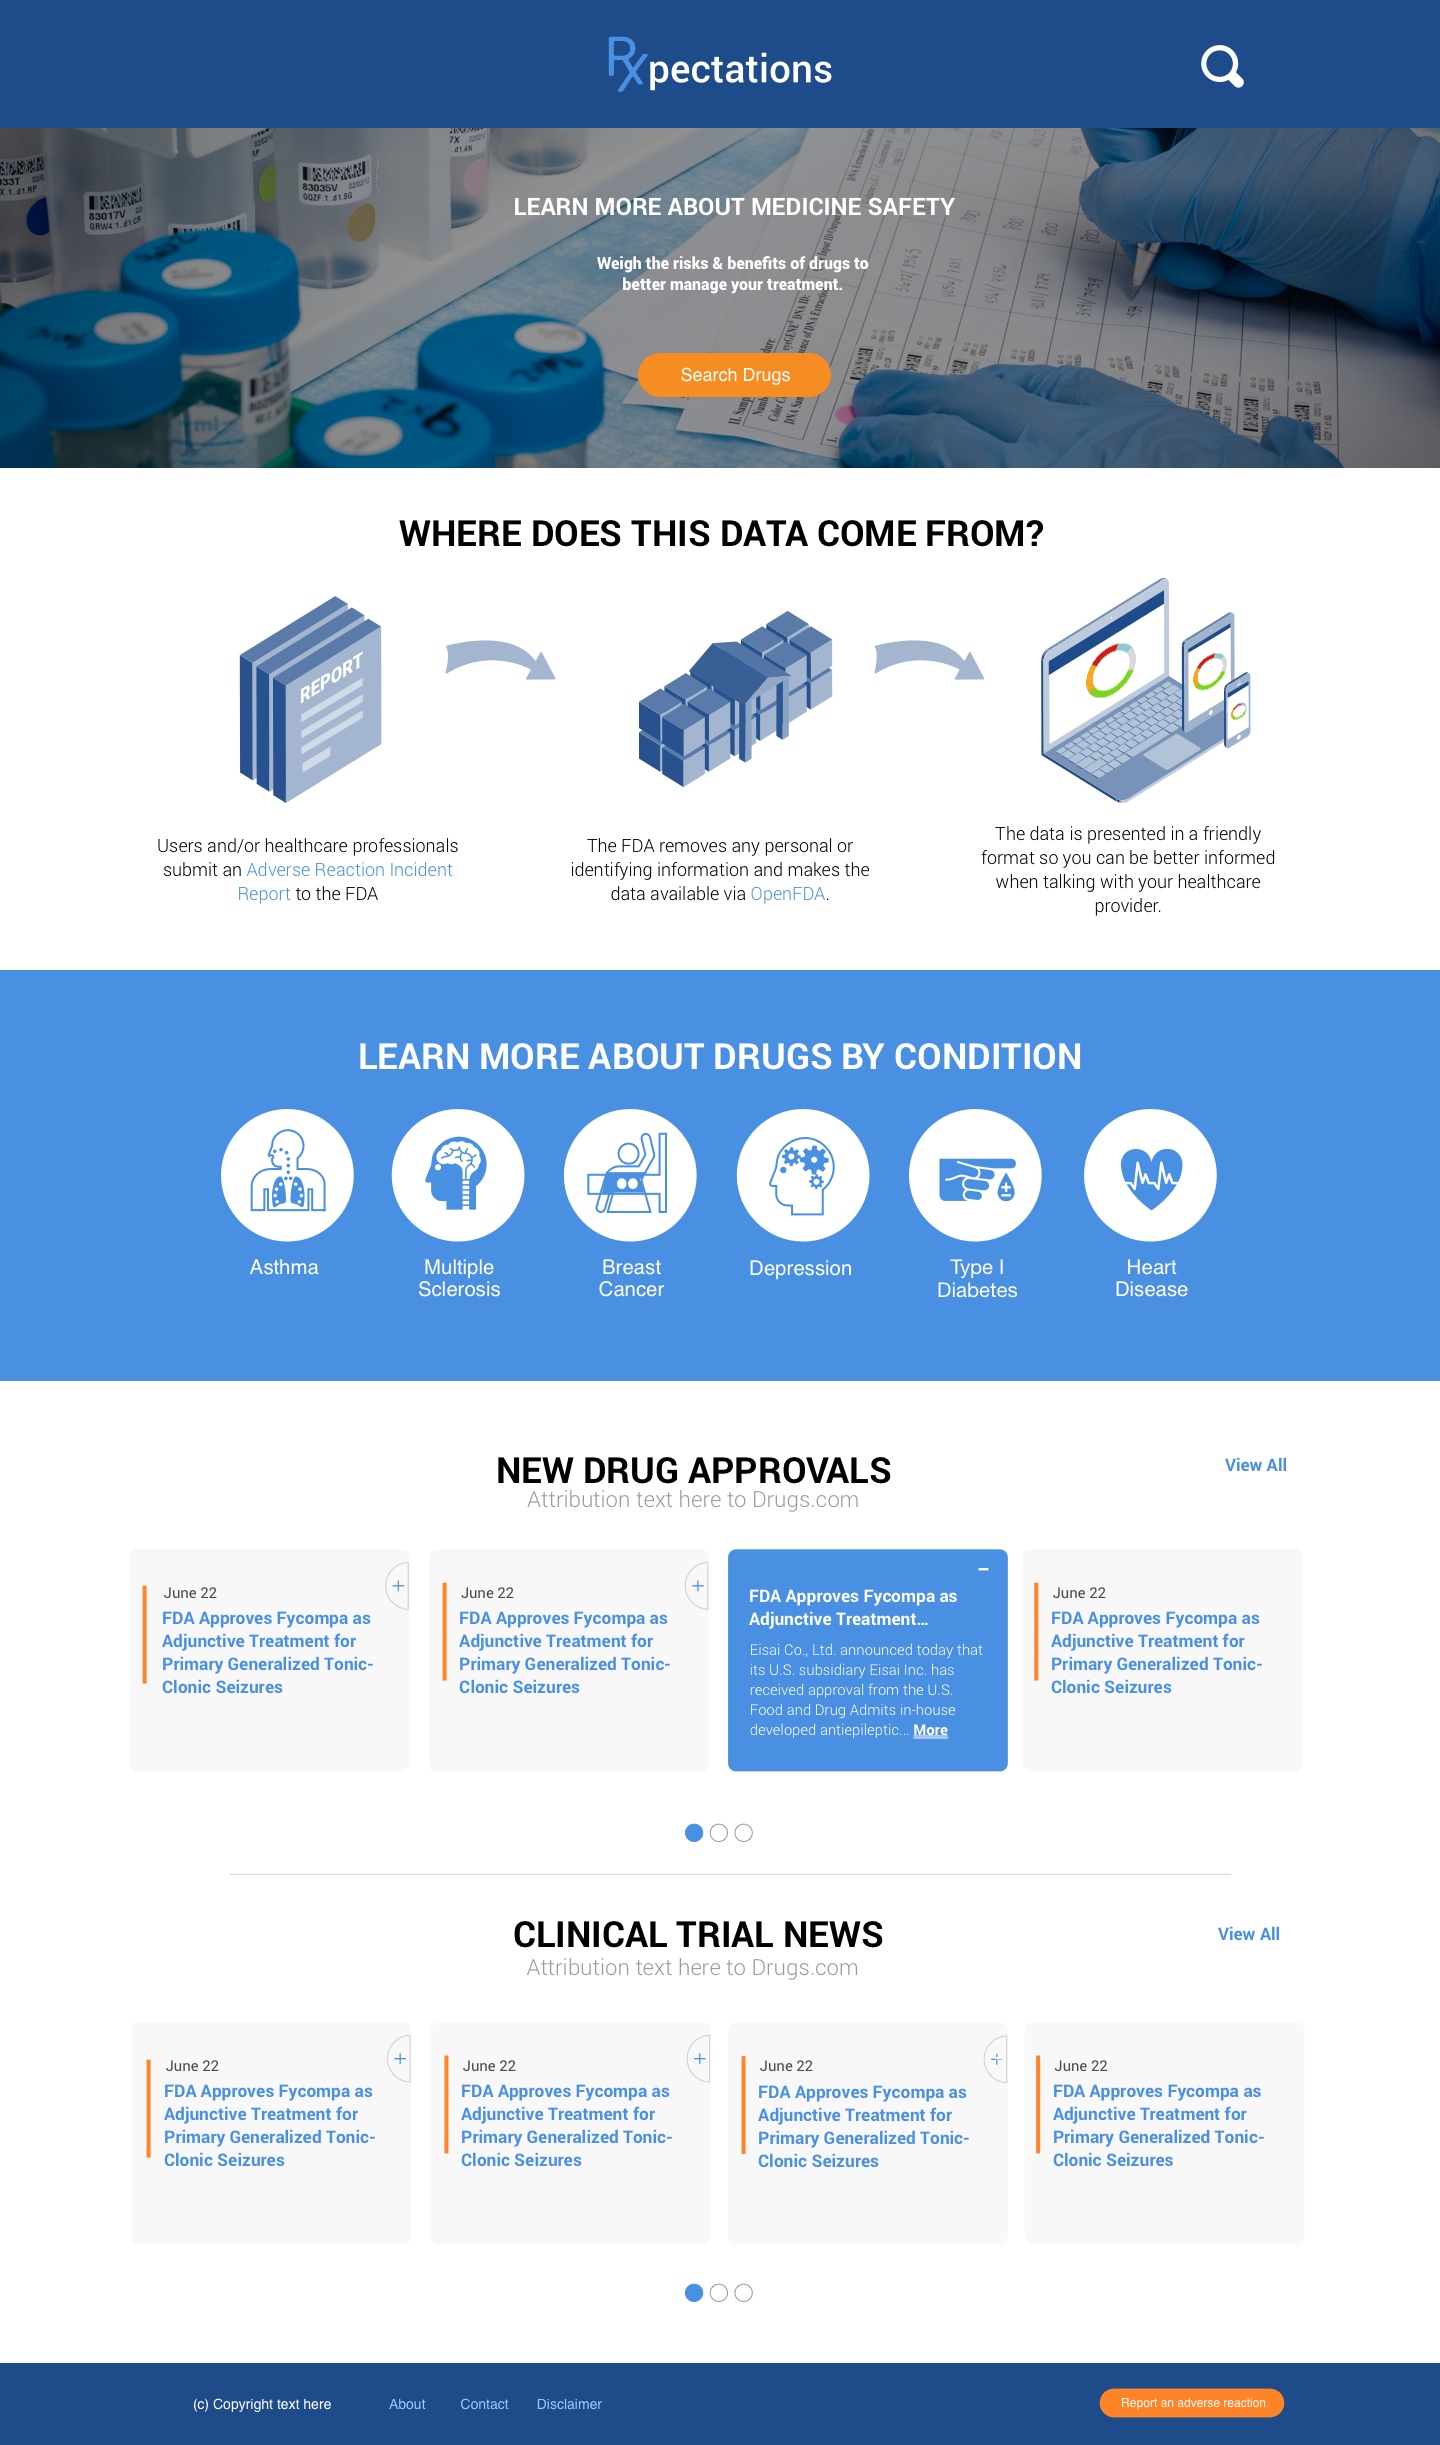 Rxpectations
83035V
GQZF.1..d1.SG
83017V
GRW4.1..d1.CR
LEARN MORE ABOUT MEDICINE SAFETY
Weigh the risks & benefits of drugs to
better manage your treatment.
Search Drugs
WHERE DOES THIS DATA COME FROM?
REPORT
Users and/or healthcare professionals
submit an Adverse Reaction Incident
Report to the FDA
The FDA removes any personal or
identifying information and makes the
data available via OpenFDA.
The data is presented in a friendly
format so you can be better informed
when talking with your healthcare
provider.
LEARN MORE ABOUT DRUGS BY CONDITION
Asthma
Multiple
Sclerosis
Breast
Cancer
Depression
Type I
Diabetes
Heart
Disease
NEW DRUG APPROVALS
View All
Attribution text here to Drugs.com
June 22
FDA Approves Fycompa as
Adjunctive Treatment for
Primary Generalized Tonic-
Clonic Seizures
June 22
FDA Approves Fycompa as
Adjunctive Treatment for
Primary Generalized Tonic-
Clonic Seizures
FDA Approves Fycompa as
Adjunctive Treatment...
Eisai Co., Ltd. announced today that
its U.S. subsidiary Eisai Inc. has
received approval from the U.S.
Food and Drug Admits in-house
developed antiepileptic... More
June 22
FDA Approves Fycompa as
Adjunctive Treatment for
Primary Generalized Tonic-
Clonic Seizures
CLINICAL TRIAL NEWS
View All
Attribution text here to Drugs.com
June 22
FDA Approves Fycompa as
Adjunctive Treatment for
Primary Generalized Tonic-
Clonic Seizures
June 22
FDA Approves Fycompa as
Adjunctive Treatment for
Primary Generalized Tonic-
Clonic Seizures
June 22
FDA Approves Fycompa as
Adjunctive Treatment for
Primary Generalized Tonic-
Clonic Seizures
June 22
FDA Approves Fycompa as
Adjunctive Treatment for
Primary Generalized Tonic-
Clonic Seizures
(c) Copyright text here
About
Contact
Disclaimer
Report an adverse reaction